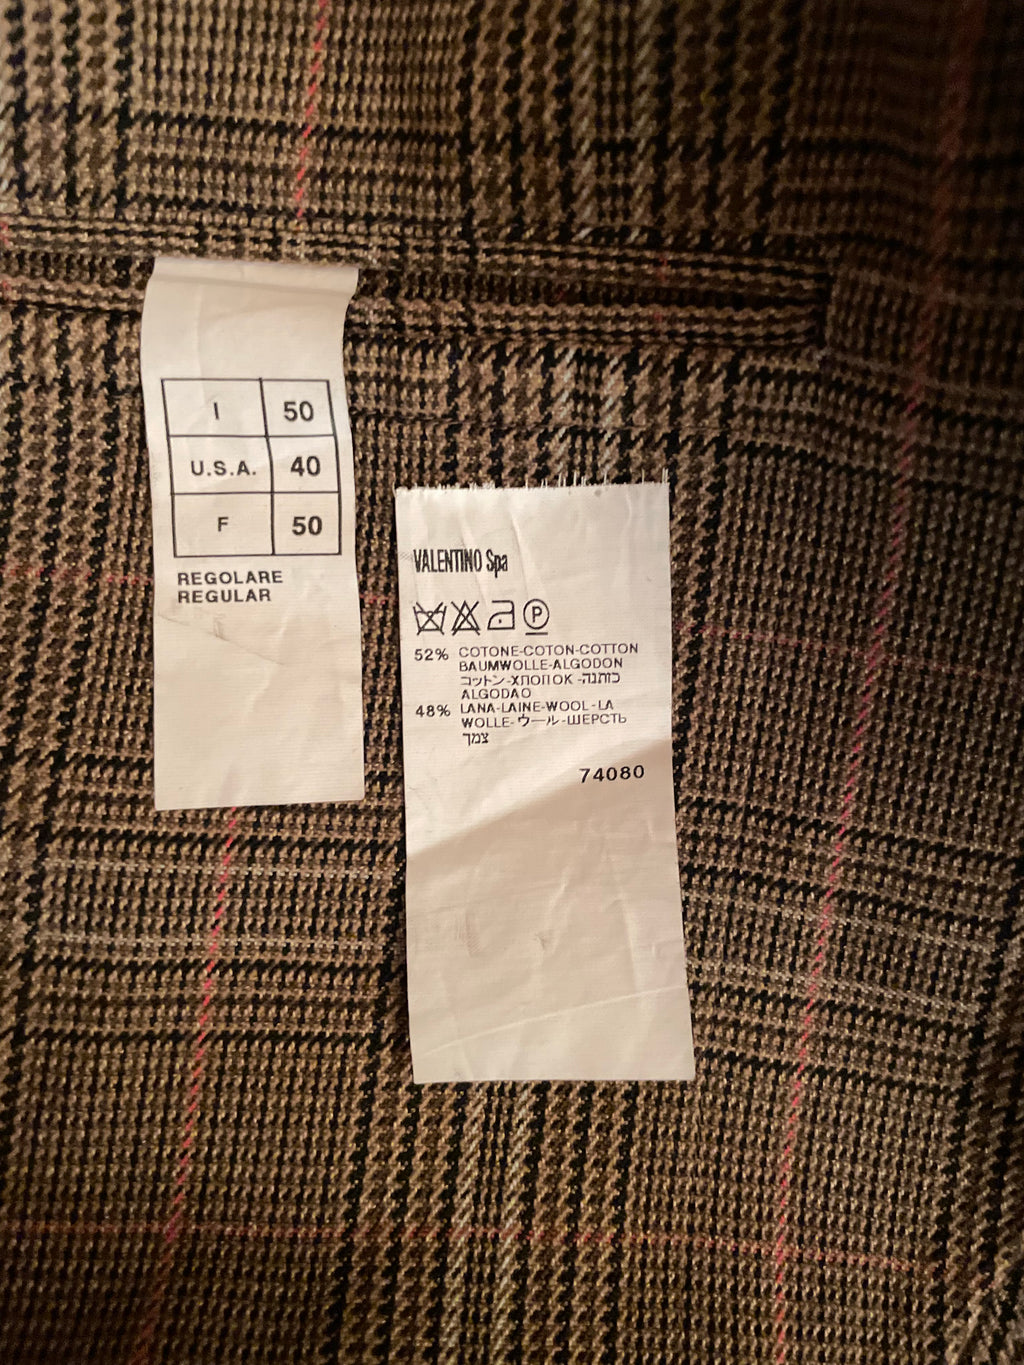 I 50
U.S.A. 40
F 50
REGOLARE
REGULAR
VALENTINO Spa
P
52% COTONE-COTON-COTTON
BAUMWOLLE-ALGODON
コットン-ХЛОПОК-כותנה
ALGODAO
48% LANA-LAINE-WOOL-LA
WOLLE-ウール-ШЕРСТЬ
צמך
74080